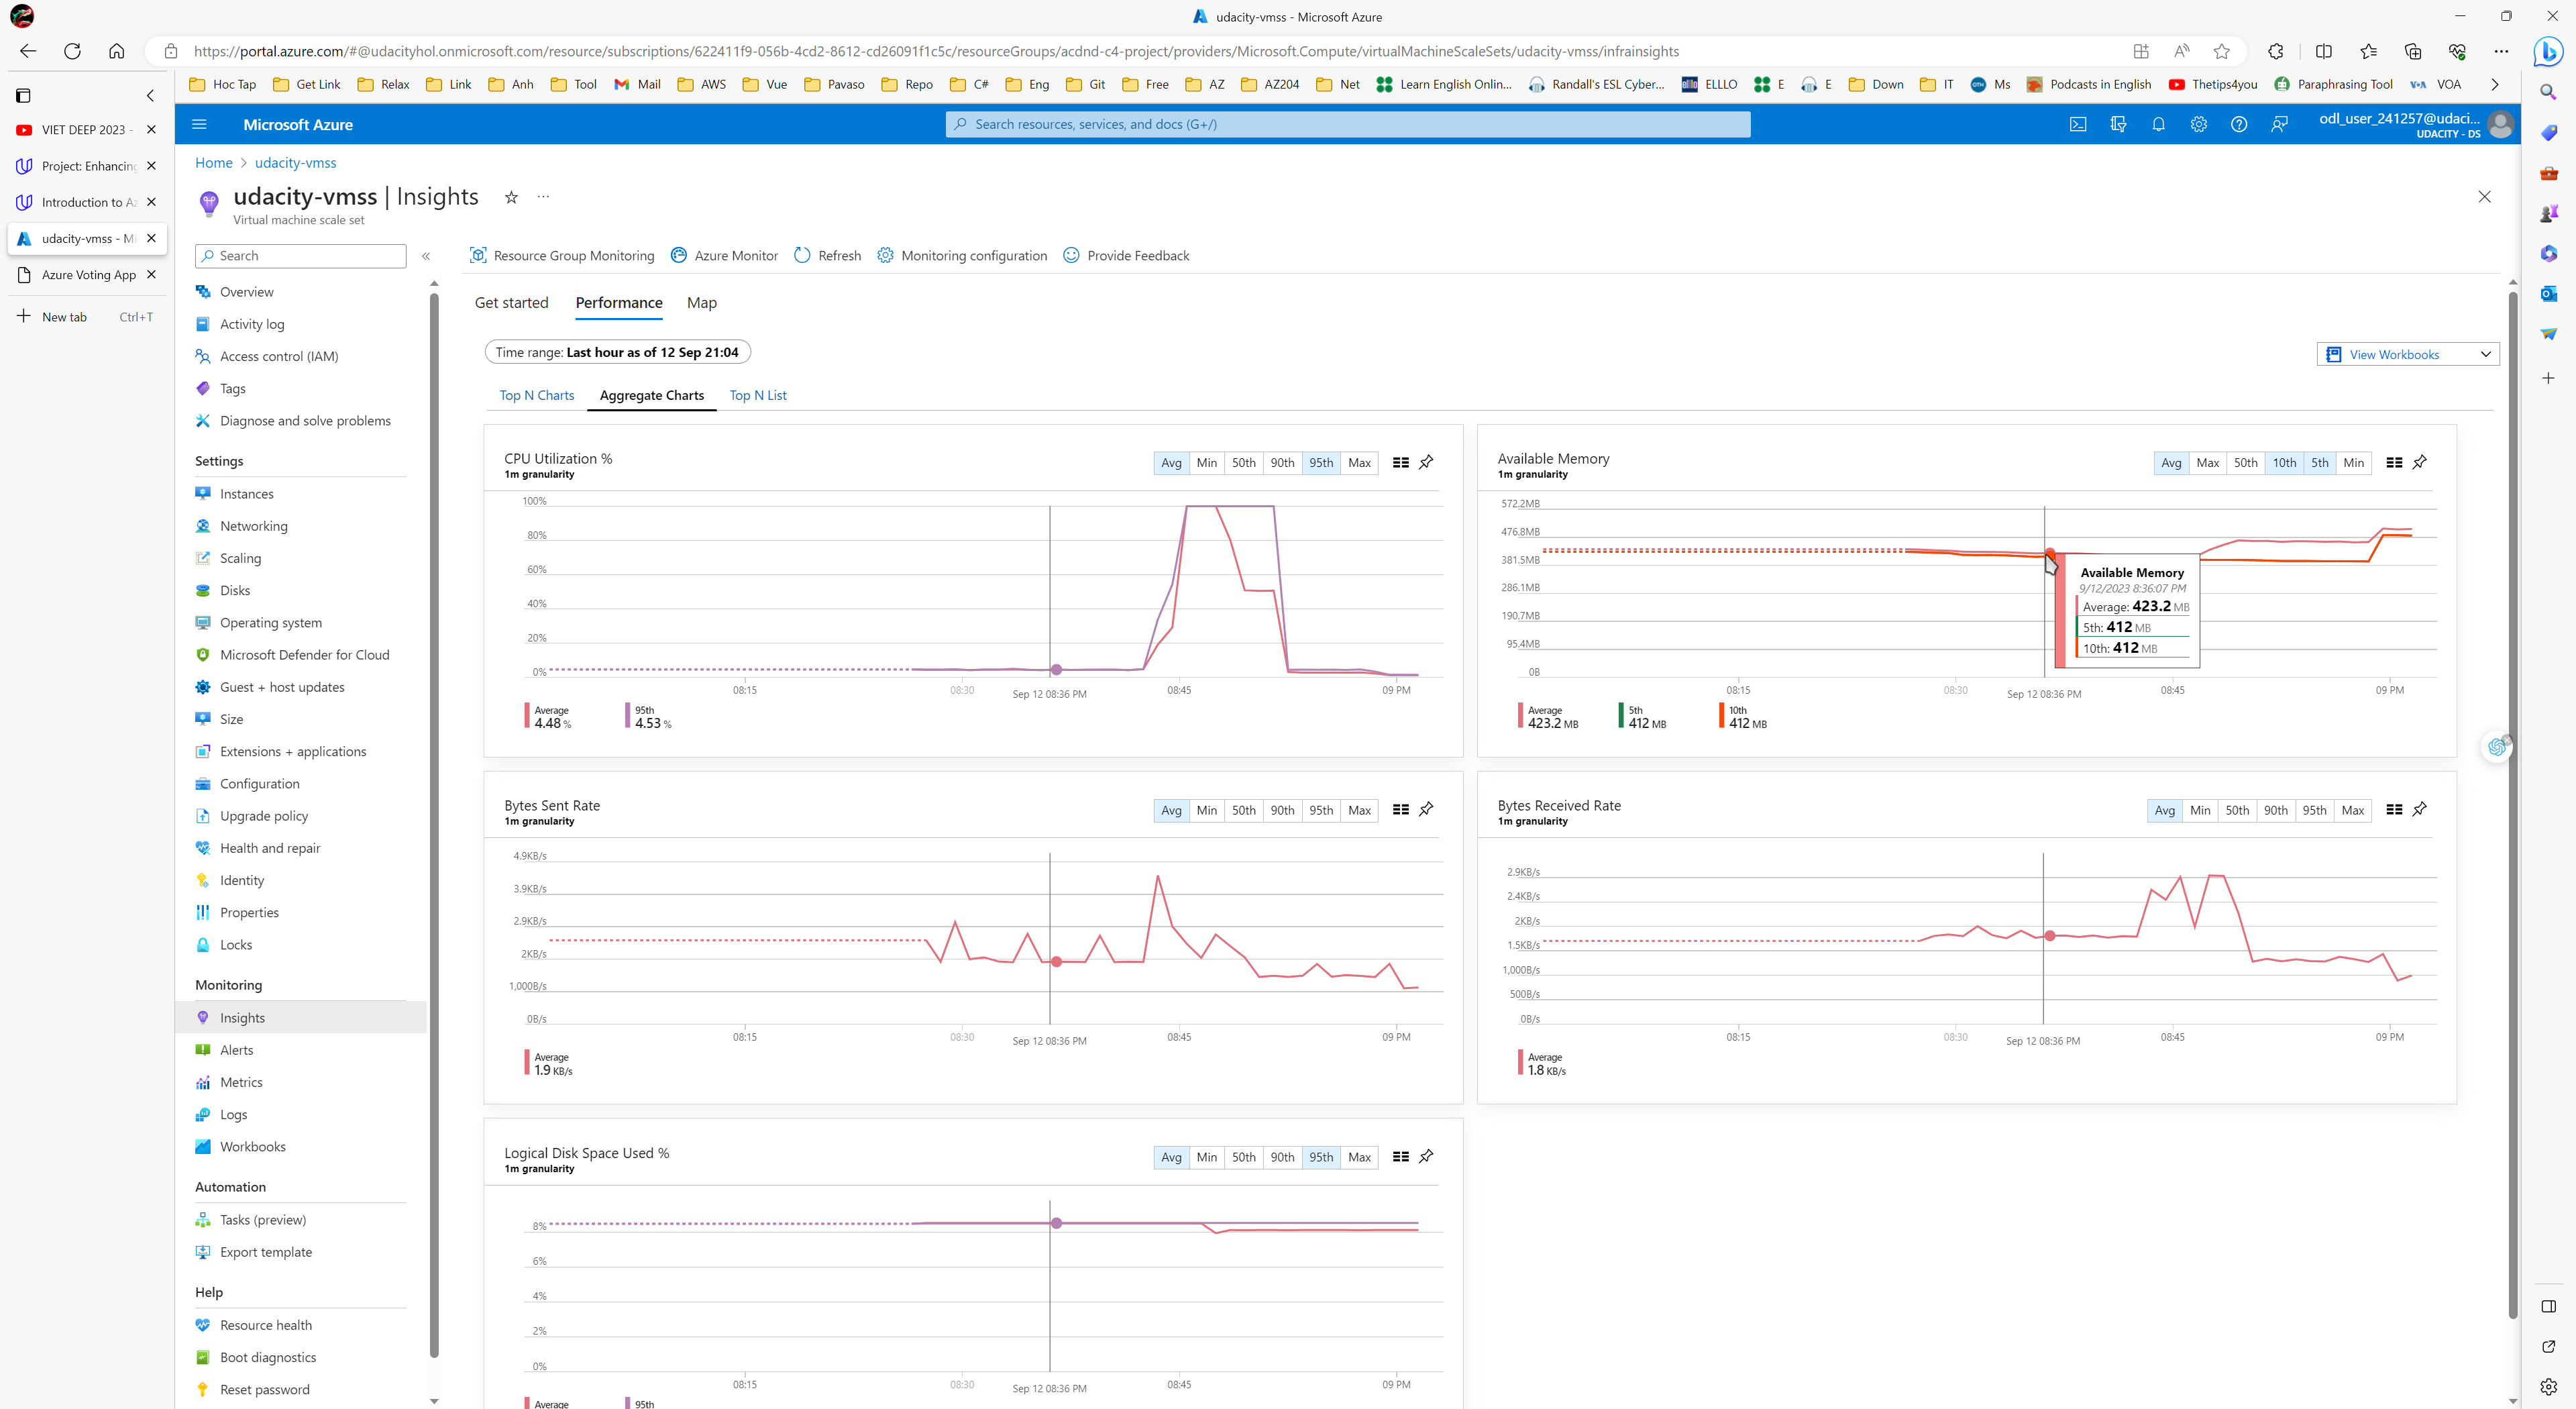 udacity-vmss - Microsoft Azure
https://portal.azure.com/#@udacityhol.onmicrosoft.com/resource/subscriptions/622411f9-056b-4cd2-8612-cd26091f1c5c/resourceGroups/acdnd-c4-project/providers/Microsoft.Compute/virtualMachineScaleSets/udacity-vmss/infrainsights
Hoc Tap Get Link Relax Link Anh Tool Mail AWS Vue Pavaso Repo C# Eng Git Free AZ AZ204 Net Learn English Onlin... Randall's ESL Cyber... ELLLO E E Down IT Ms Podcasts in English Thetips4you Paraphrasing Tool VOA
VIET DEEP 2023 -
Project: Enhancing
Introduction to Az
udacity-vmss - Mi
Azure Voting App
New tab Ctrl+T
Microsoft Azure
Search resources, services, and docs (G+/)
odl_user_241257@udaci...
UDACITY - DS
Home > udacity-vmss
udacity-vmss | Insights
Virtual machine scale set
Search
Overview
Activity log
Access control (IAM)
Tags
Diagnose and solve problems
Settings
Instances
Networking
Scaling
Disks
Operating system
Microsoft Defender for Cloud
Guest + host updates
Size
Extensions + applications
Configuration
Upgrade policy
Health and repair
Identity
Properties
Locks
Monitoring
Insights
Alerts
Metrics
Logs
Workbooks
Automation
Tasks (preview)
Export template
Help
Resource health
Boot diagnostics
Reset password
Resource Group Monitoring Azure Monitor Refresh Monitoring configuration Provide Feedback
Get started Performance Map
Time range: Last hour as of 12 Sep 21:04
View Workbooks
Top N Charts Aggregate Charts Top N List
CPU Utilization %
1m granularity
Avg Min 50th 90th 95th Max
100%
80%
60%
40%
20%
0%
08:15 08:30 Sep 12 08:36 PM 08:45 09 PM
Average 95th
4.48 % 4.53 %
Available Memory
1m granularity
Avg Max 50th 10th 5th Min
572.2MB
476.8MB
381.5MB
286.1MB
190.7MB
95.4MB
0B
08:15 08:30 Sep 12 08:36 PM 08:45 09 PM
Available Memory
9/12/2023 8:36:07 PM
Average: 423.2 MB
5th: 412 MB
10th: 412 MB
Average 5th 10th
423.2 MB 412 MB 412 MB
Bytes Sent Rate
1m granularity
Avg Min 50th 90th 95th Max
4.9KB/s
3.9KB/s
2.9KB/s
2KB/s
1,000B/s
0B/s
08:15 08:30 Sep 12 08:36 PM 08:45 09 PM
Average
1.9 KB/s
Bytes Received Rate
1m granularity
Avg Min 50th 90th 95th Max
2.9KB/s
2.4KB/s
2KB/s
1.5KB/s
1,000B/s
500B/s
0B/s
08:15 08:30 Sep 12 08:36 PM 08:45 09 PM
Average
1.8 KB/s
Logical Disk Space Used %
1m granularity
Avg Min 50th 90th 95th Max
8%
6%
4%
2%
0%
08:15 08:30 Sep 12 08:36 PM 08:45 09 PM
Average 95th